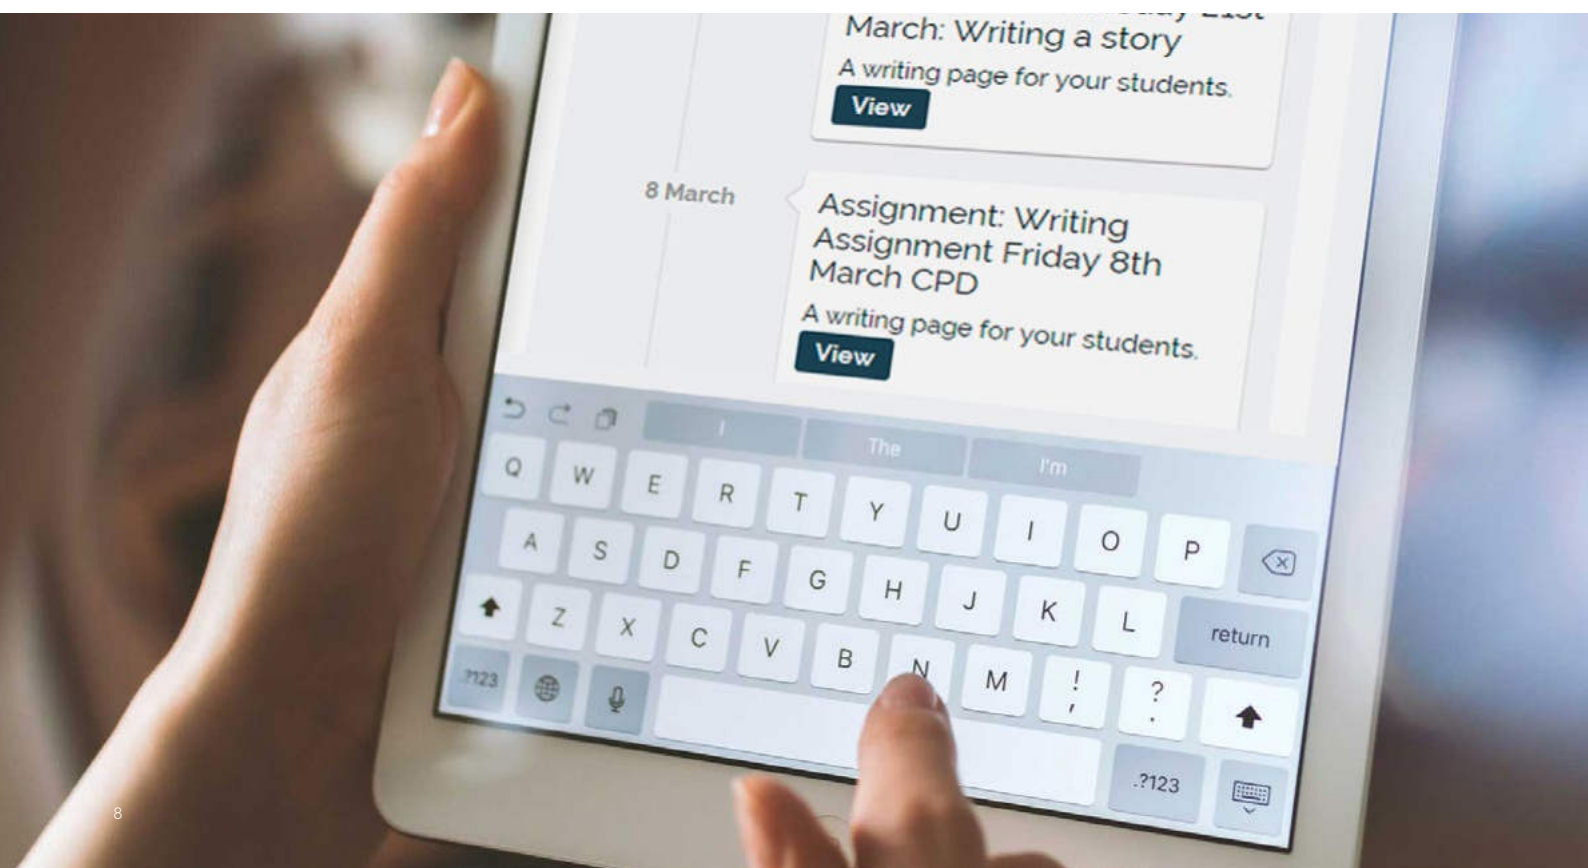 21st
March: Writing a story
A writing page for your students.
View
8 March
Assignment: Writing
Assignment Friday 8th
March CPD
A writing page for your students.
View
I The I'm
Q W E R T Y U I O P
A S D F G H J K L return
Z X C V B N M ! , ? .
.?123 .?123
8